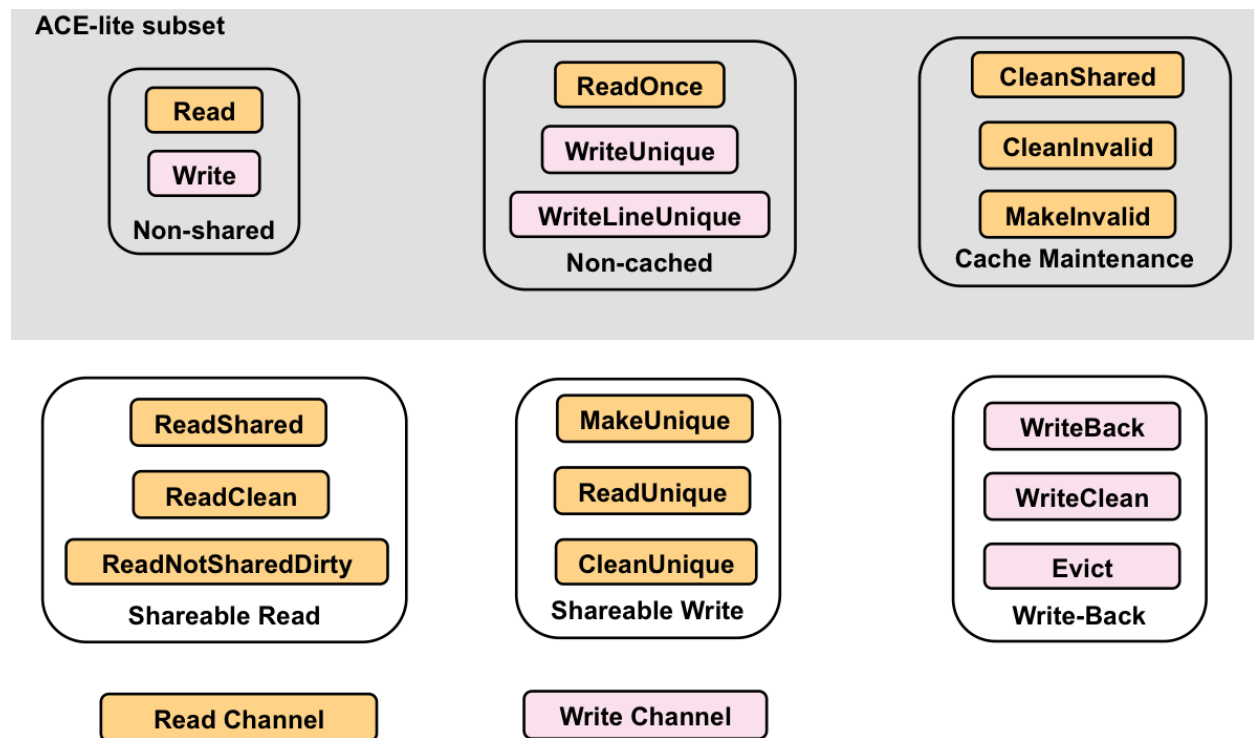 ACE-lite subset
Read
Write
Non-shared
ReadOnce
WriteUnique
WriteLineUnique
Non-cached
CleanShared
CleanInvalid
MakeInvalid
Cache Maintenance
ReadShared
ReadClean
ReadNotSharedDirty
Shareable Read
MakeUnique
ReadUnique
CleanUnique
Shareable Write
WriteBack
WriteClean
Evict
Write-Back
Read Channel
Write Channel